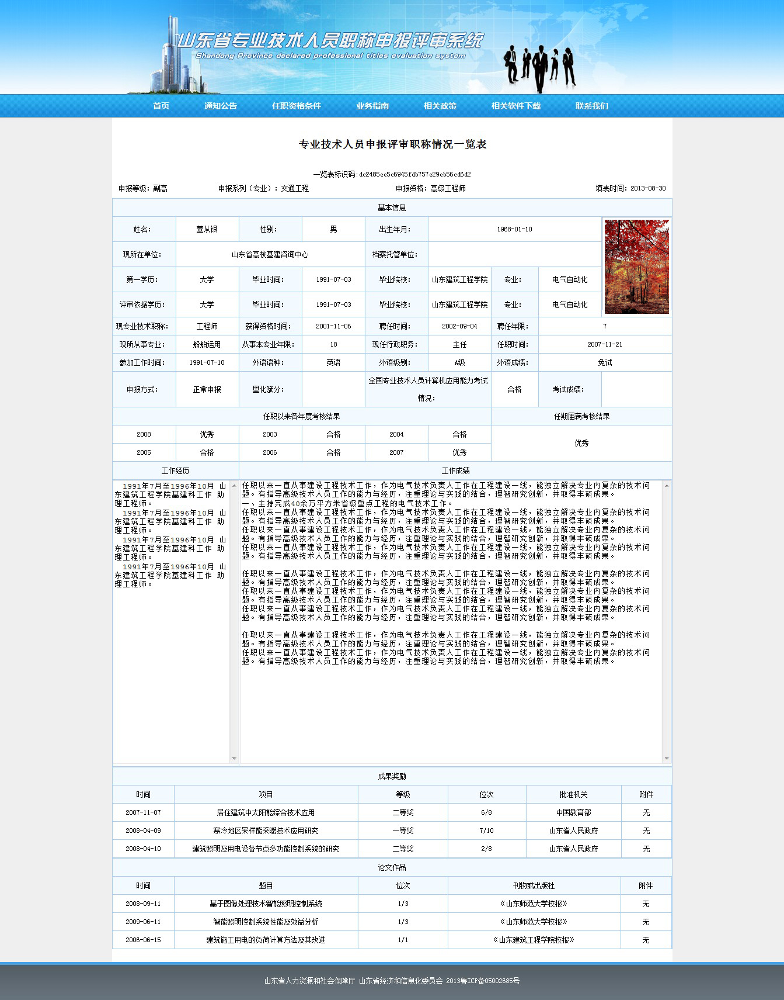 山东省专业技术人员职称申报评审系统
Shandong Province declared professional titles evaluation system
首页 通知公告 任职资格条件 业务指南 相关政策 相关软件下载 联系我们
专业技术人员申报评审职称情况一览表
一览表标识码:dc2485ee5c6945fdb757e29eb56cd6d2
申报等级：副高 申报系列（专业）：交通工程 申报资格：高级工程师 填表时间：2013-08-30
基本信息
姓名： 董从银 性别： 男 出生年月： 1968-01-10
现所在单位： 山东省高校基建咨询中心 档案托管单位：
第一学历： 大学 毕业时间： 1991-07-03 毕业院校： 山东建筑工程学院 专业： 电气自动化
评审依据学历： 大学 毕业时间： 1991-07-03 毕业院校： 山东建筑工程学院 专业： 电气自动化
现专业技术职称： 工程师 获得资格时间： 2001-11-06 聘任时间： 2002-09-04 聘任年限： 7
现所从事专业： 船舶运用 从事本专业年限： 18 现任行政职务： 主任 任职时间： 2007-11-21
参加工作时间： 1991-07-10 外语语种： 英语 外语级别： A级 外语成绩： 免试
申报方式： 正常申报 量化赋分： 全国专业技术人员计算机应用能力考试
情况： 合格 考试成绩：
任职以来各年度考核结果 任期届满考核结果
2008 优秀 2003 合格 2004 合格 优秀
2005 合格 2006 合格 2007 优秀
工作经历 工作成绩
1991年7月至1996年10月 山
东建筑工程学院基建科工作 助
理工程师。
1991年7月至1996年10月 山
东建筑工程学院基建科工作 助
理工程师。
1991年7月至1996年10月 山
东建筑工程学院基建科工作 助
理工程师。
1991年7月至1996年10月 山
东建筑工程学院基建科工作 助
理工程师。
任职以来一直从事建设工程技术工作，作为电气技术负责人工作在工程建设一线，能独立解决专业内复杂的技术问
题。有指导高级技术人员工作的能力与经历，注重理论与实践的结合，理智研究创新，并取得丰硕成果。
一、主持完成40余万平方米省级重点工程的电气技术工作。
任职以来一直从事建设工程技术工作，作为电气技术负责人工作在工程建设一线，能独立解决专业内复杂的技术问
题。有指导高级技术人员工作的能力与经历，注重理论与实践的结合，理智研究创新，并取得丰硕成果。
任职以来一直从事建设工程技术工作，作为电气技术负责人工作在工程建设一线，能独立解决专业内复杂的技术问
题。有指导高级技术人员工作的能力与经历，注重理论与实践的结合，理智研究创新，并取得丰硕成果。
任职以来一直从事建设工程技术工作，作为电气技术负责人工作在工程建设一线，能独立解决专业内复杂的技术问
题。有指导高级技术人员工作的能力与经历，注重理论与实践的结合，理智研究创新，并取得丰硕成果。
任职以来一直从事建设工程技术工作，作为电气技术负责人工作在工程建设一线，能独立解决专业内复杂的技术问
题。有指导高级技术人员工作的能力与经历，注重理论与实践的结合，理智研究创新，并取得丰硕成果。
任职以来一直从事建设工程技术工作，作为电气技术负责人工作在工程建设一线，能独立解决专业内复杂的技术问
题。有指导高级技术人员工作的能力与经历，注重理论与实践的结合，理智研究创新，并取得丰硕成果。
任职以来一直从事建设工程技术工作，作为电气技术负责人工作在工程建设一线，能独立解决专业内复杂的技术问
题。有指导高级技术人员工作的能力与经历，注重理论与实践的结合，理智研究创新，并取得丰硕成果。
任职以来一直从事建设工程技术工作，作为电气技术负责人工作在工程建设一线，能独立解决专业内复杂的技术问
题。有指导高级技术人员工作的能力与经历，注重理论与实践的结合，理智研究创新，并取得丰硕成果。
任职以来一直从事建设工程技术工作，作为电气技术负责人工作在工程建设一线，能独立解决专业内复杂的技术问
题。有指导高级技术人员工作的能力与经历，注重理论与实践的结合，理智研究创新，并取得丰硕成果。
成果奖励
时间 项目 等级 位次 批准机关 附件
2007-11-07 居住建筑中太阳能综合技术应用 二等奖 6/8 中国教育部 无
2008-04-09 寒冷地区呆样能采暖技术应用研究 一等奖 7/10 山东省人民政府 无
2008-04-10 建筑照明及用电设备节点多功能控制系统的研究 二等奖 2/8 山东省人民政府 无
论文作品
时间 题目 位次 刊物或出版社 附件
2008-09-11 基于图像处理技术智能照明控制系统 1/3 《山东师范大学校报》 无
2009-06-11 智能照明控制系统性能及效益分析 1/3 《山东师范大学校报》 无
2006-06-15 建筑施工用电的负荷计算方法及其改进 1/1 《山东建筑工程学院校报》 无
山东省人力资源和社会保障厅 山东省经济和信息化委员会 2013鲁ICP备05002685号